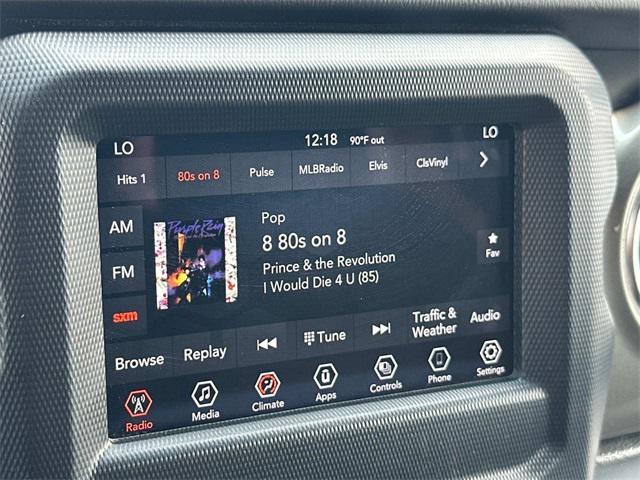 LO 12:18 90°F out LO
Hits 1 80s on 8 Pulse MLBRadio Elvis ClsVinyl
AM
FM
sxm
Purple Rain
Pop
8 80s on 8
Prince & the Revolution
I Would Die 4 U (85)
Fav
Browse Replay Tune Traffic & Weather Audio
Radio Media Climate Apps Controls Phone Settings